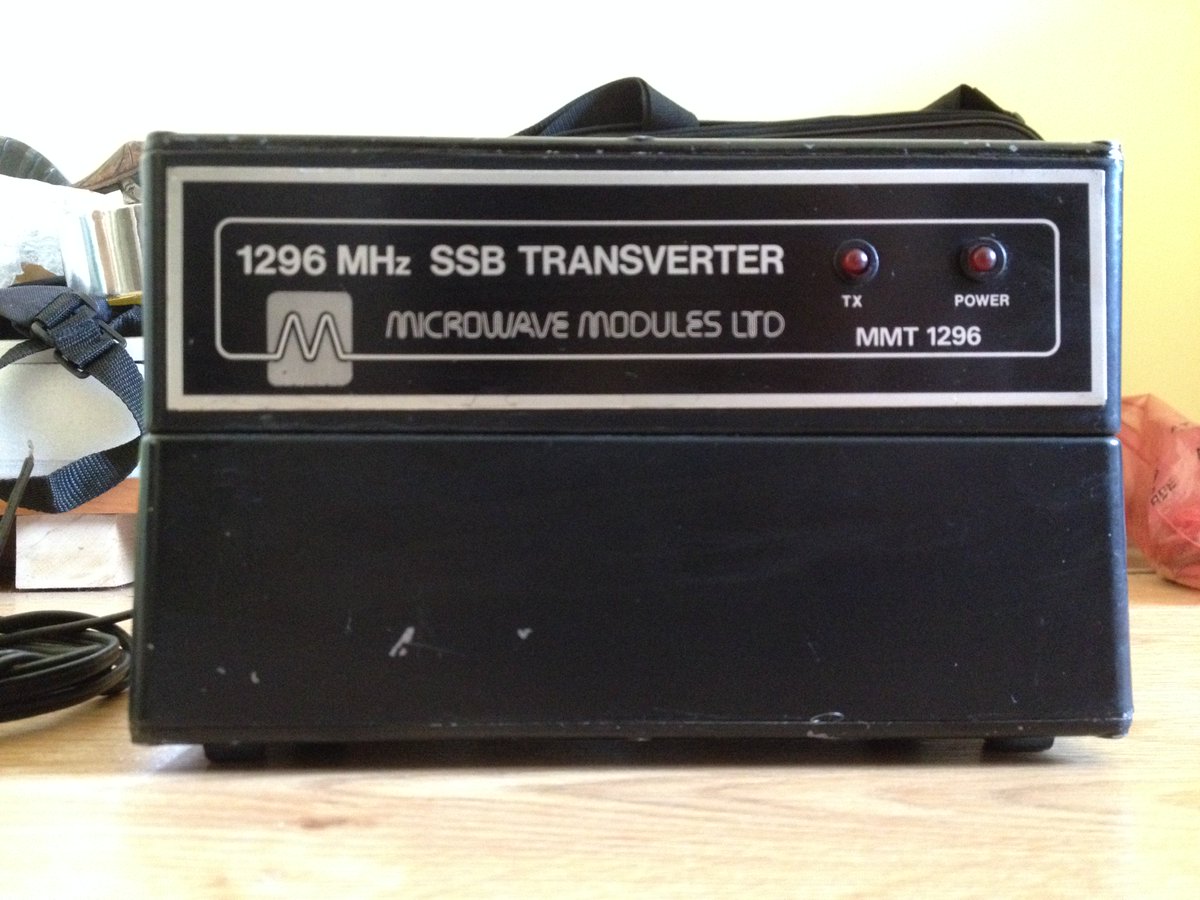 1296 MHz SSB TRANSVERTER
MICROWAVE MODULES LTD
TX
POWER
MMT 1296